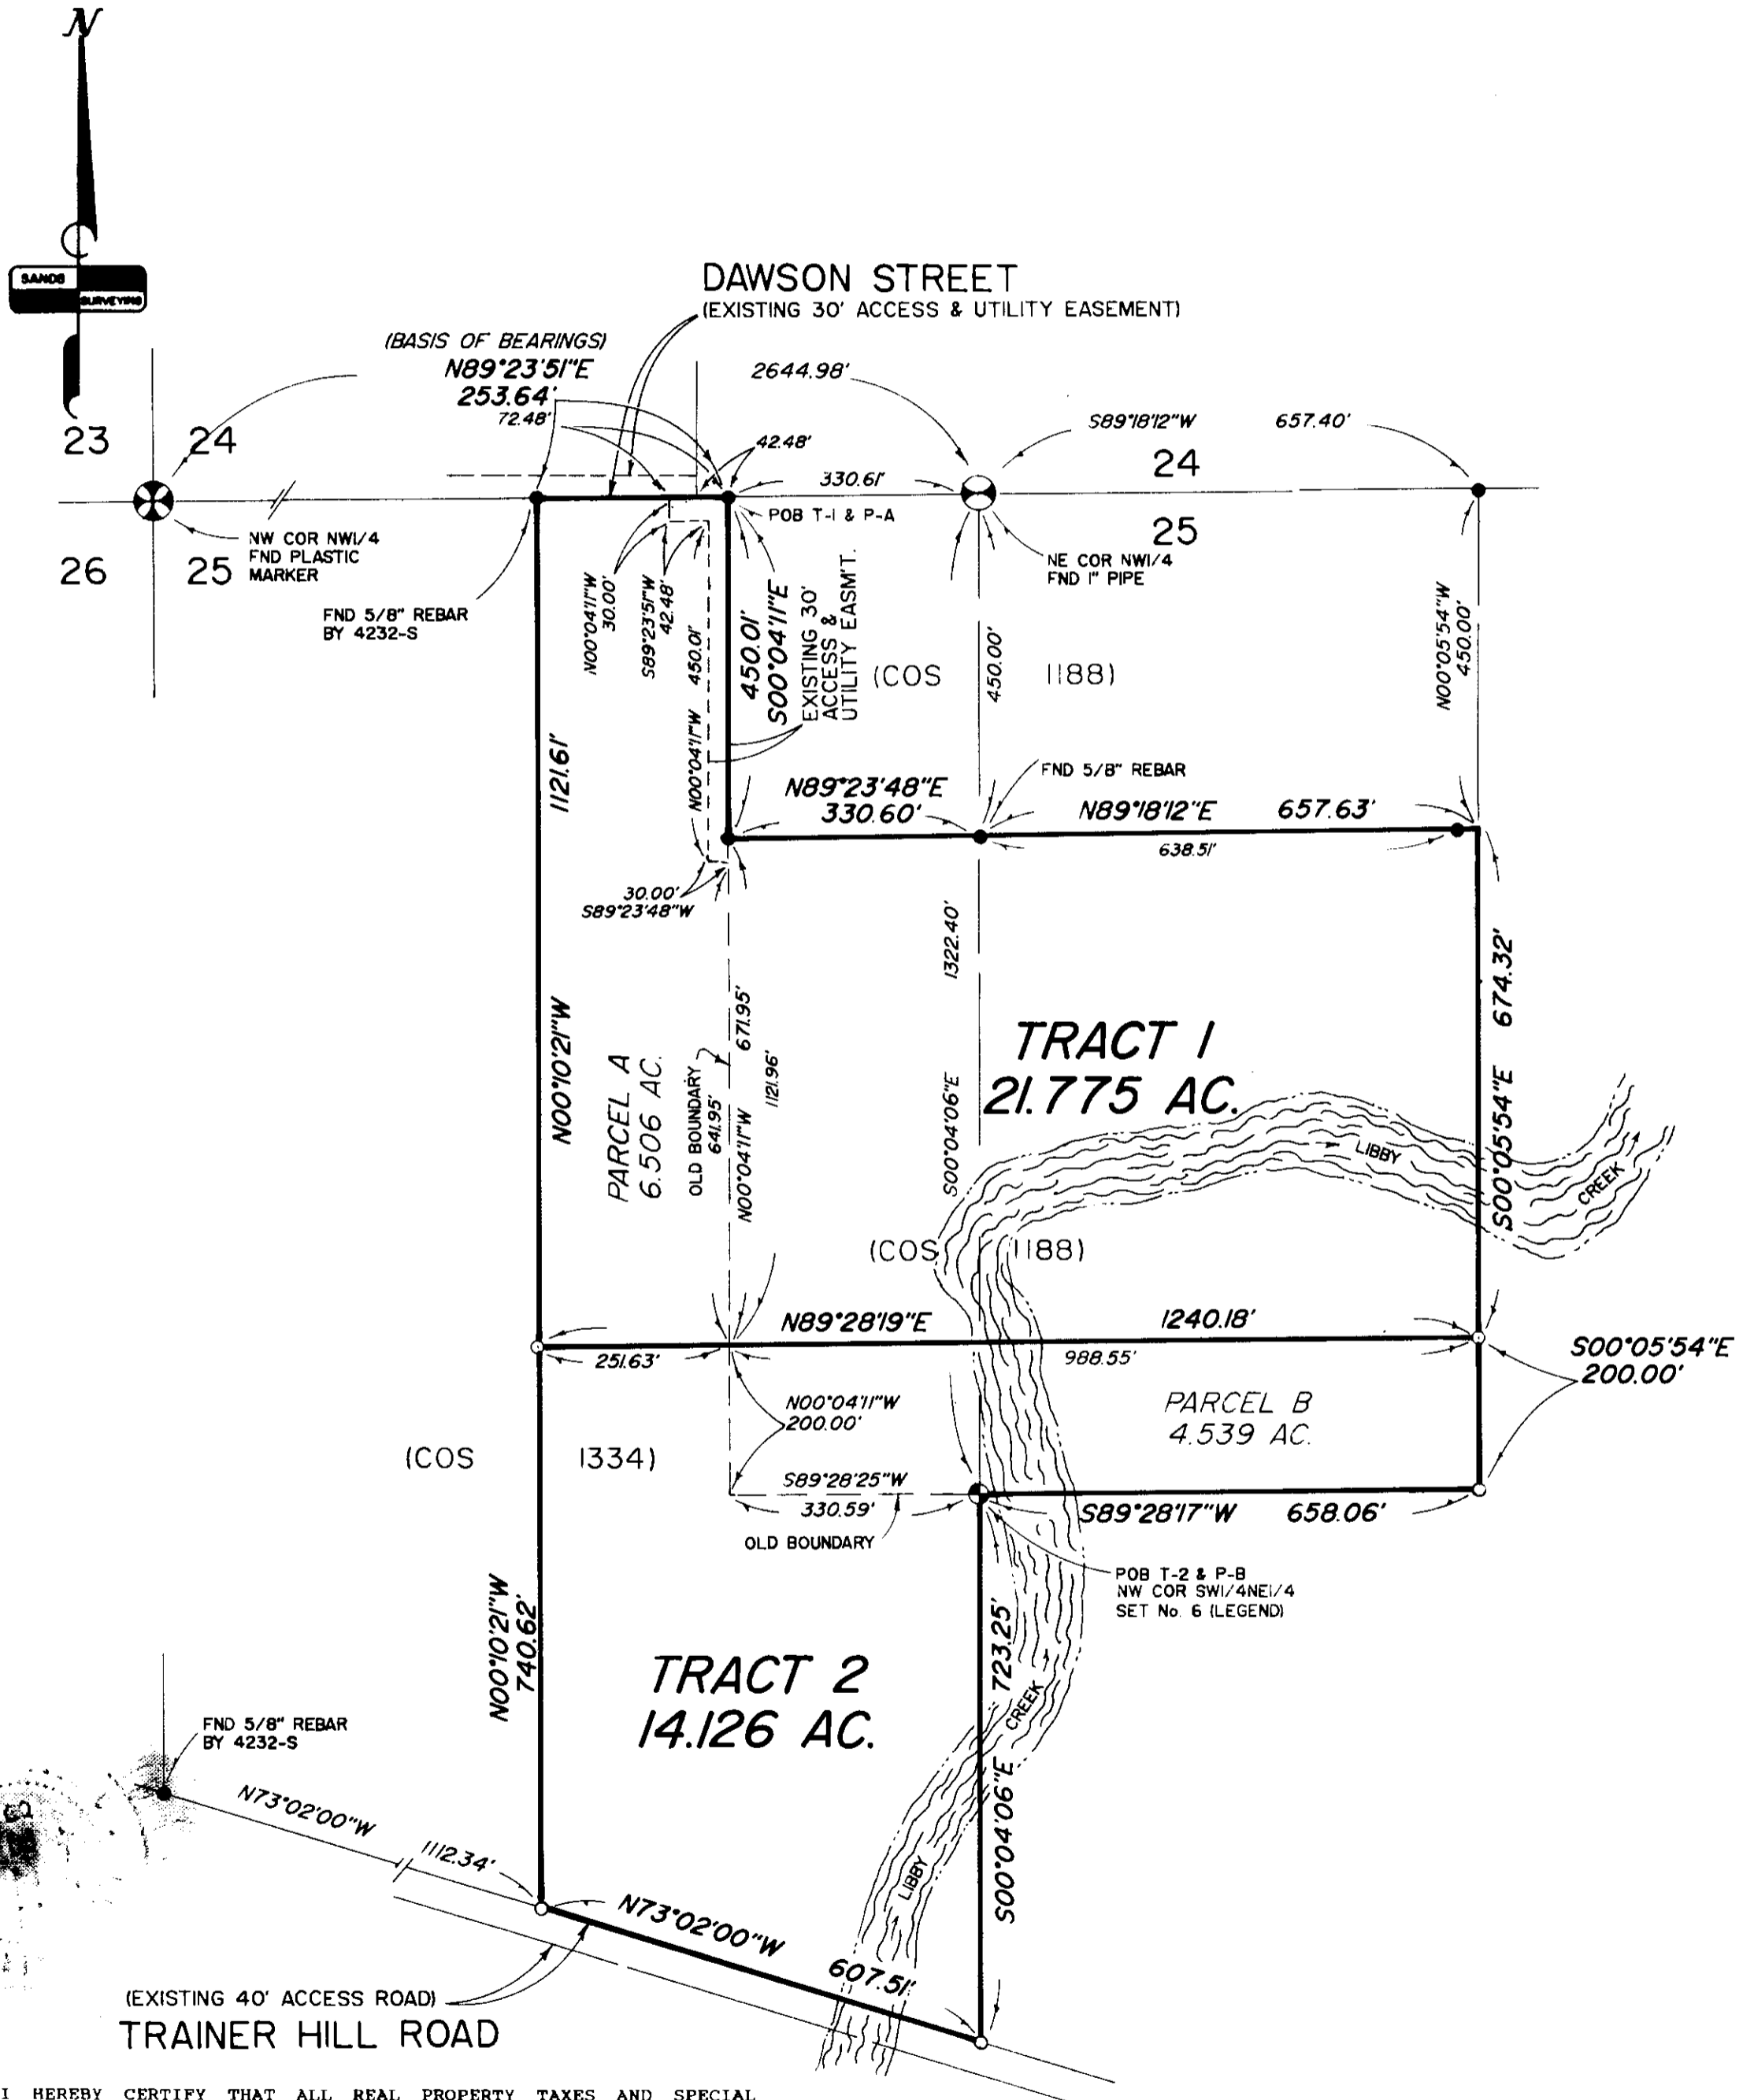 N
SANDS
SURVEYING
DAWSON STREET
(EXISTING 30' ACCESS & UTILITY EASEMENT)
(BASIS OF BEARINGS)
N89°23'51"E
253.64'
72.48'
2644.98'
42.48'
S89°18'12"W 657.40'
23 24
24
330.61'
POB T-1 & P-A
26 25
25
NW COR NW1/4
FND PLASTIC
MARKER
NE COR NW1/4
FND 1" PIPE
FND 5/8" REBAR
BY 4232-S
N00°04'11"W
30.00'
S89°23'51"W
42.48'
N00°04'11"W 450.01'
450.01'
S00°04'11"E
EXISTING 30'
ACCESS &
UTILITY EASM'T.
(COS 1188)
450.00'
N00°05'54"W
450.00'
1121.61'
N00°10'21"W
FND 5/8" REBAR
N89°23'48"E
330.60'
N89°18'12"E 657.63'
638.51'
30.00'
S89°23'48"W
1322.40'
S00°04'06"E
S00°05'54"E 674.32'
PARCEL A
6.506 AC.
OLD BOUNDARY
641.95'
671.95'
N00°04'11"W
1121.96'
TRACT 1
21.775 AC.
LIBBY
CREEK
(COS 1188)
N89°28'19"E 1240.18'
251.63'
988.55'
S00°05'54"E
200.00'
N00°04'11"W
200.00'
PARCEL B
4.539 AC.
(COS 1334)
S89°28'25"W
330.59'
OLD BOUNDARY
S89°28'17"W 658.06'
POB T-2 & P-B
NW COR SW1/4NE1/4
SET No. 6 (LEGEND)
N00°10'21"W
740.62'
TRACT 2
14.126 AC.
723.25'
S00°04'06"E
CREEK
LIBBY
FND 5/8" REBAR
BY 4232-S
N73°02'00"W
1112.34'
N73°02'00"W
607.51'
(EXISTING 40' ACCESS ROAD)
TRAINER HILL ROAD
I HEREBY CERTIFY THAT ALL REAL PROPERTY TAXES AND SPECIAL